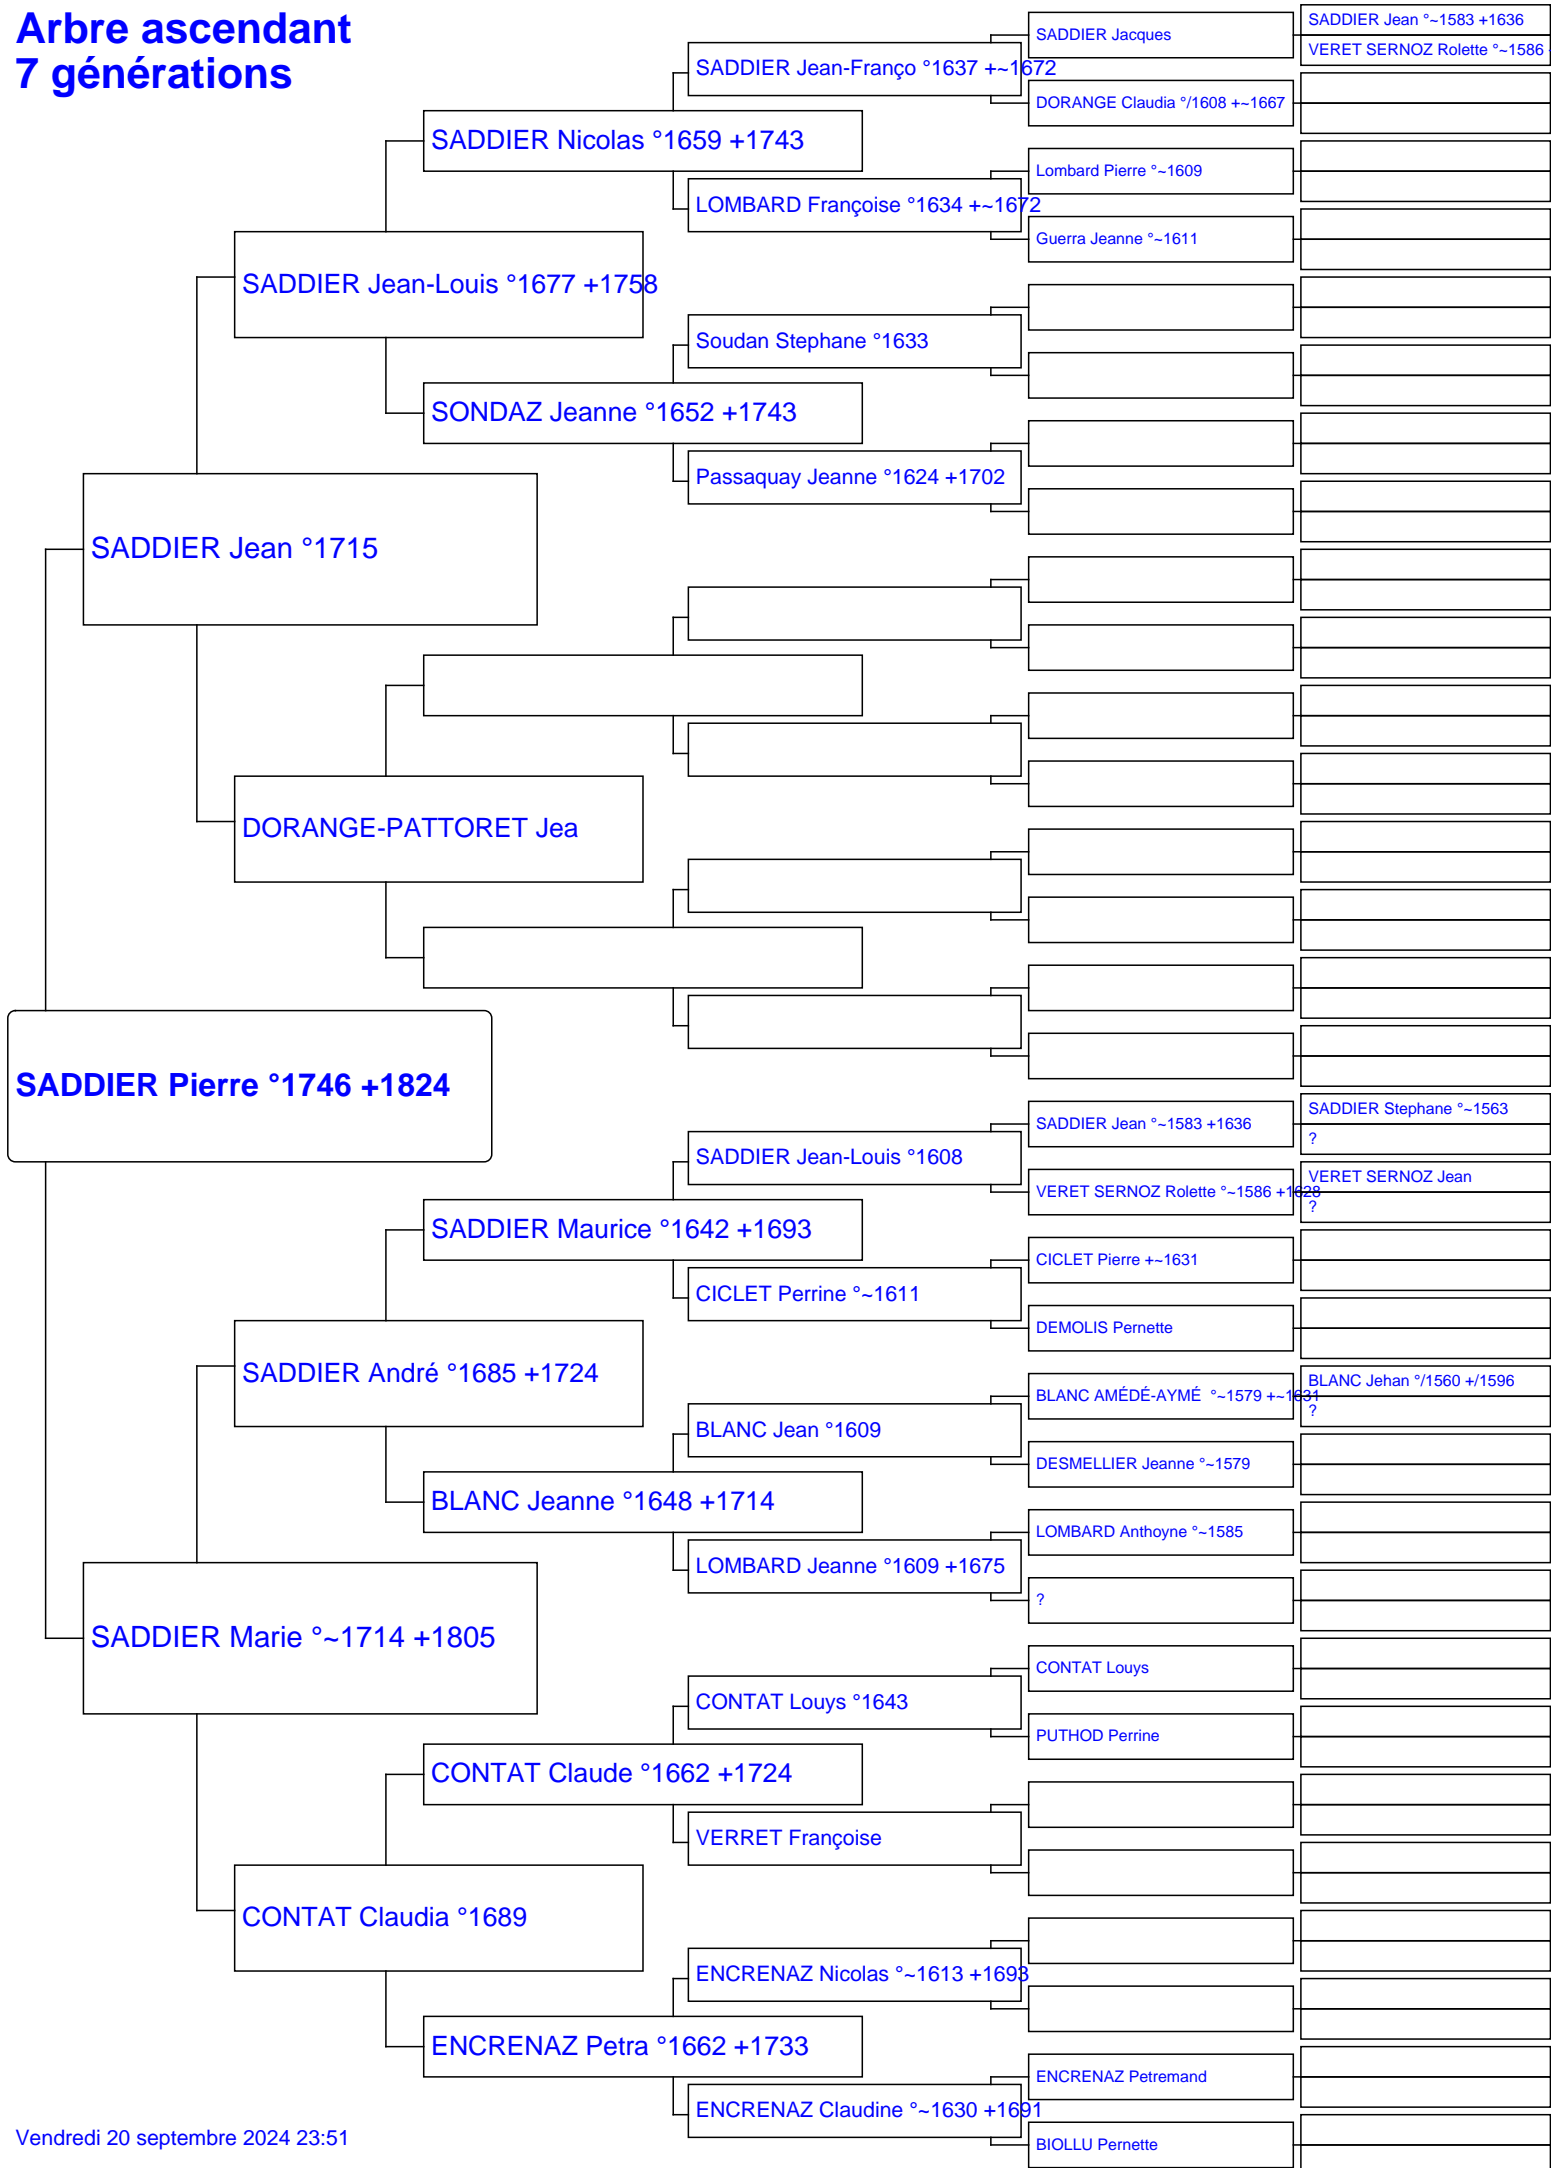 Arbre ascendant
7 générations
SADDIER Pierre °1746 +1824
SADDIER Jean °1715
SADDIER Marie °~1714 +1805
SADDIER Jean-Louis °1677 +1758
DORANGE-PATTORET Jea
SADDIER André °1685 +1724
CONTAT Claudia °1689
SADDIER Nicolas °1659 +1743
SONDAZ Jeanne °1652 +1743
SADDIER Maurice °1642 +1693
BLANC Jeanne °1648 +1714
CONTAT Claude °1662 +1724
ENCRENAZ Petra °1662 +1733
SADDIER Jean-Franço °1637 +~1672
LOMBARD Françoise °1634 +~1672
Soudan Stephane °1633
Passaquay Jeanne °1624 +1702
SADDIER Jean-Louis °1608
CICLET Perrine °~1611
BLANC Jean °1609
LOMBARD Jeanne °1609 +1675
CONTAT Louys °1643
VERRET Françoise
ENCRENAZ Nicolas °~1613 +1693
ENCRENAZ Claudine °~1630 +1691
SADDIER Jacques
DORANGE Claudia °/1608 +~1667
Lombard Pierre °~1609
Guerra Jeanne °~1611
SADDIER Jean °~1583 +1636
VERET SERNOZ Rolette °~1586 +1628
CICLET Pierre +~1631
DEMOLIS Pernette
BLANC AMÉDÉ-AYMÉ °~1579 +~1631
DESMELLIER Jeanne °~1579
LOMBARD Anthoyne °~1585
?
CONTAT Louys
PUTHOD Perrine
ENCRENAZ Petremand
BIOLLU Pernette
SADDIER Jean °~1583 +1636
VERET SERNOZ Rolette °~1586
SADDIER Stephane °~1563
?
VERET SERNOZ Jean
?
BLANC Jehan °/1560 +/1596
?
Vendredi 20 septembre 2024 23:51